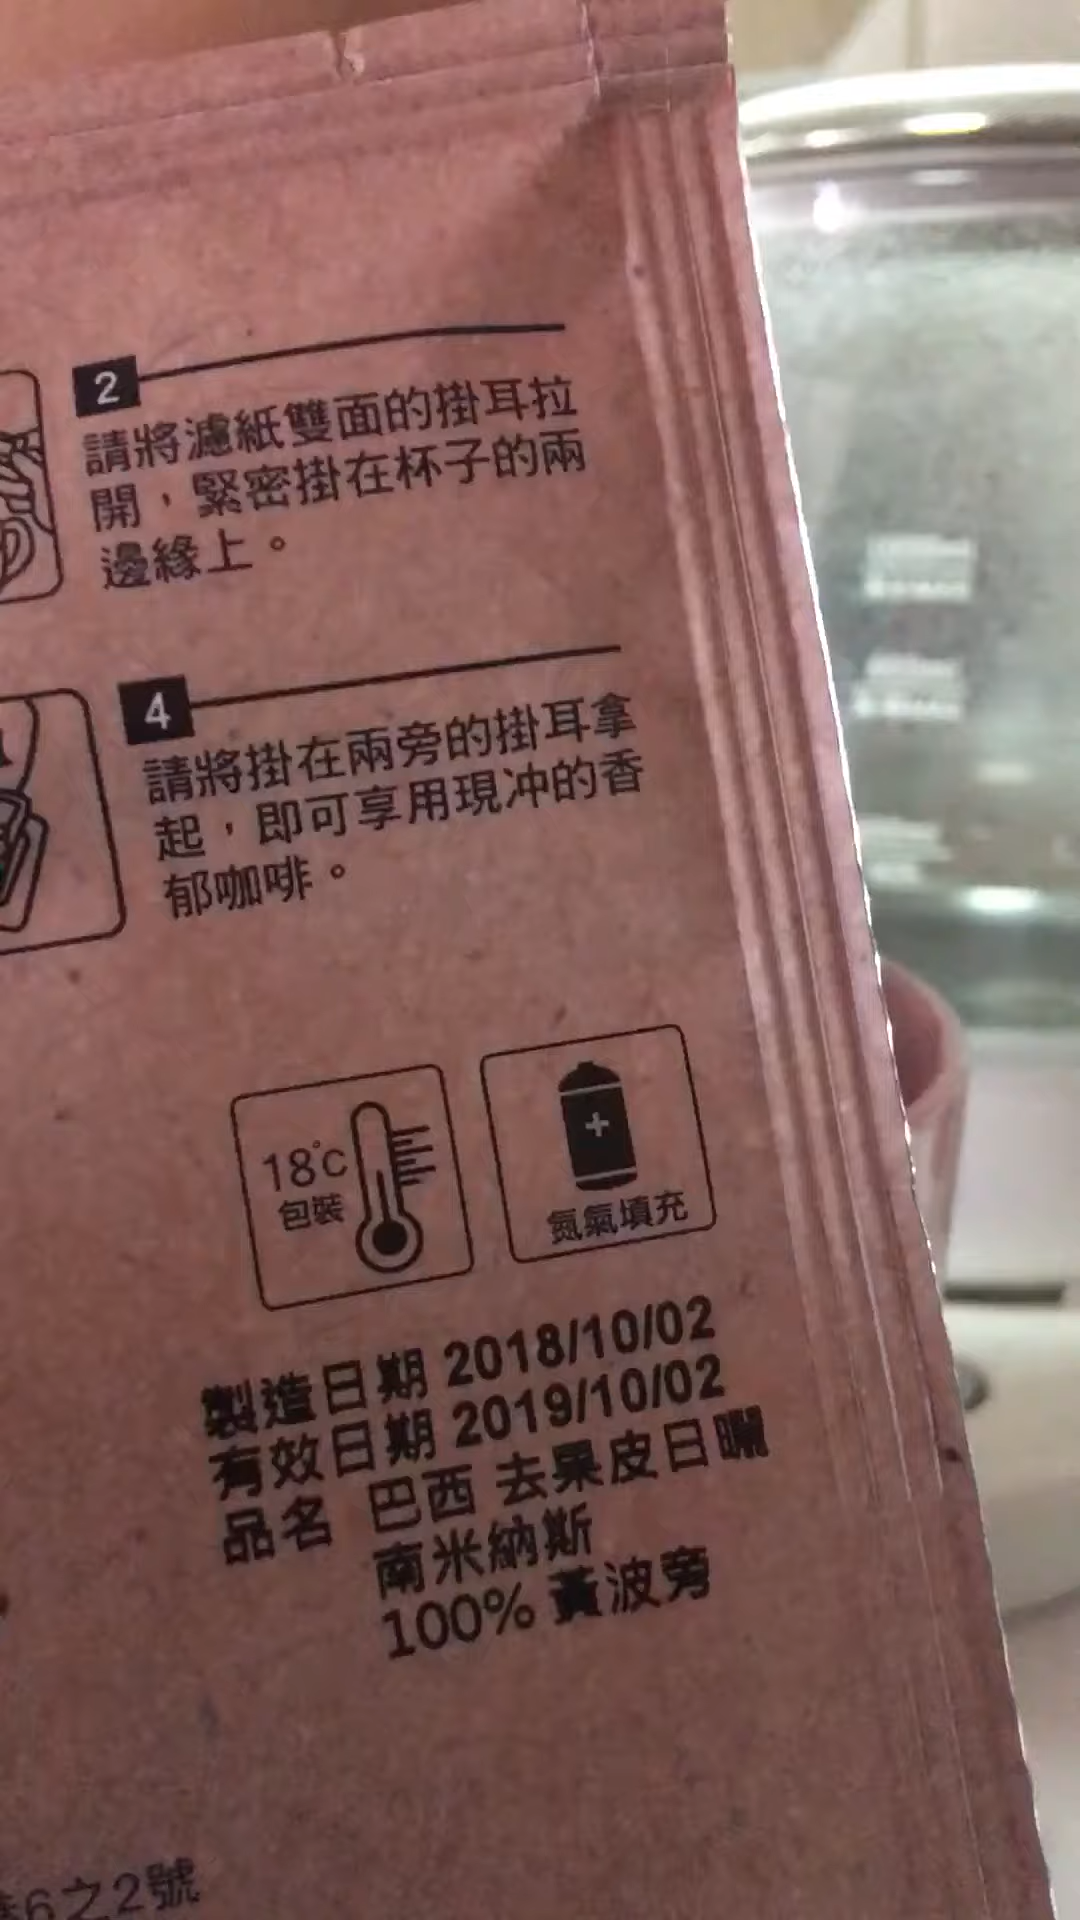 2
請將濾紙雙面的掛耳拉
開，緊密掛在杯子的兩
邊緣上。
4
請將掛在兩旁的掛耳拿
起，即可享用現沖的香
郁咖啡。
18°C
包裝
氮氣填充
製造日期 2018/10/02
有效日期 2019/10/02
品名 巴西 去果皮日曬
南米納斯
100% 黃波旁
6之2號